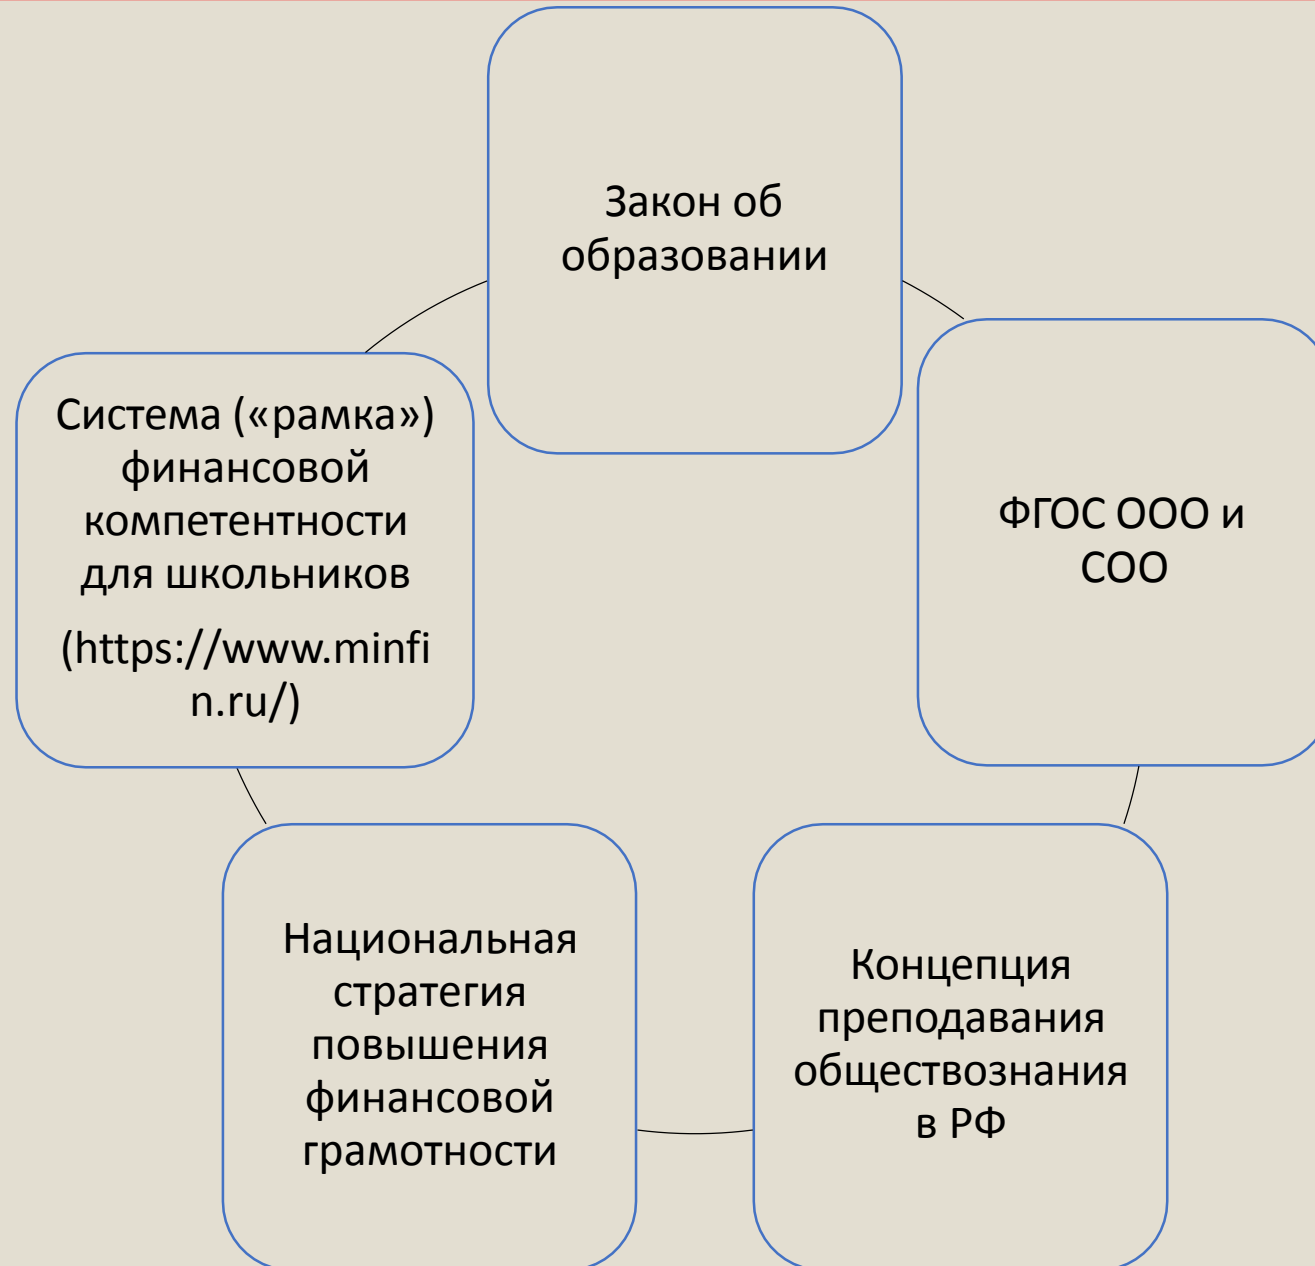 Закон об
образовании
ФГОС ООО и
СОО
Концепция
преподавания
обществознания
в РФ
Национальная
стратегия
повышения
финансовой
грамотности
Система («рамка»)
финансовой
компетентности
для школьников
(https://www.minfi
n.ru/)